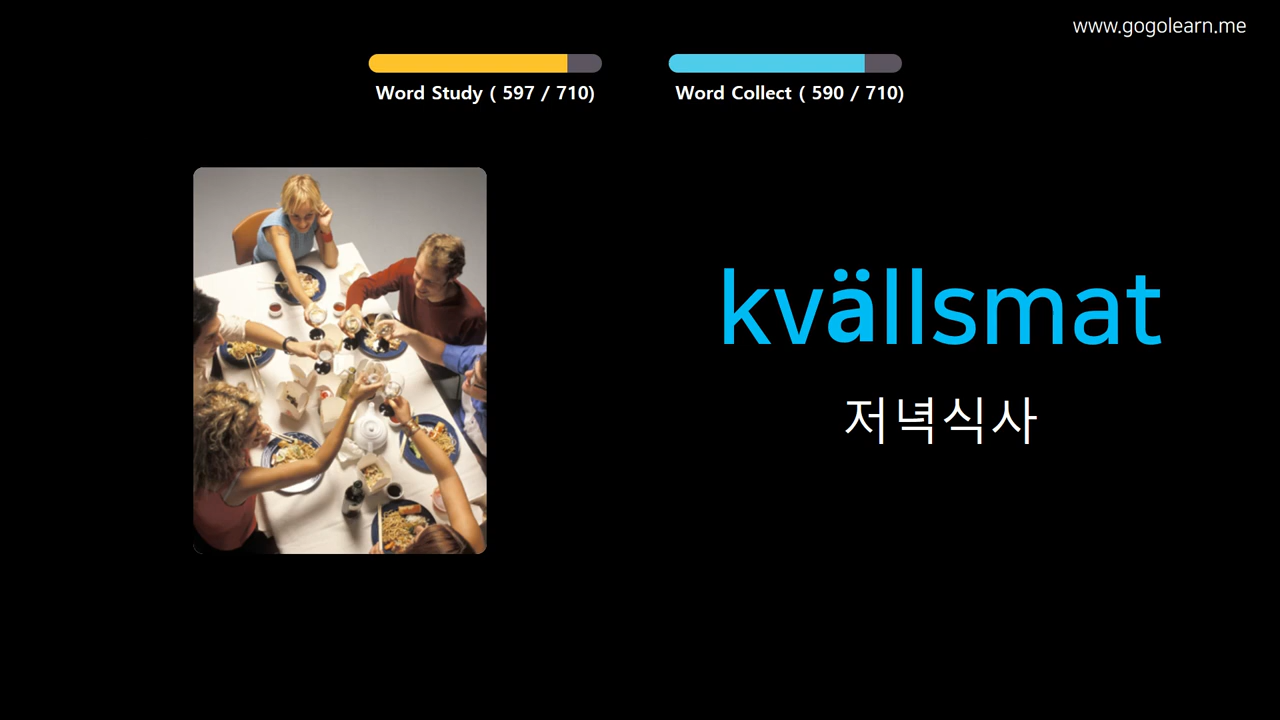 www.gogolearn.me
Word Study ( 597 / 710)
Word Collect ( 590 / 710)
kvällsmat
저녁식사